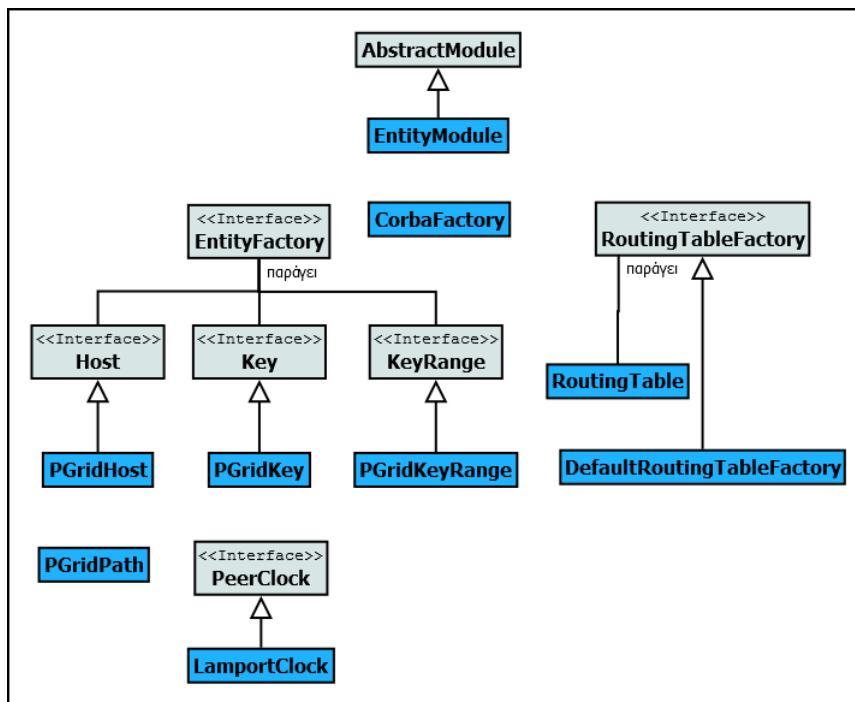 AbstractModule
EntityModule
<<Interface>>
EntityFactory
CorbaFactory
<<Interface>>
RoutingTableFactory
παράγει
παράγει
<<Interface>>
Host
<<Interface>>
Key
<<Interface>>
KeyRange
RoutingTable
PGridHost
PGridKey
PGridKeyRange
DefaultRoutingTableFactory
PGridPath
<<Interface>>
PeerClock
LamportClock